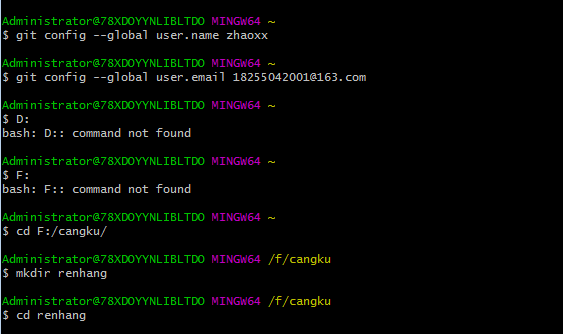 Administrator@78XDOYYNLIBLTDO MINGW64 ~
$ git config --global user.name zhaoxx
Administrator@78XDOYYNLIBLTDO MINGW64 ~
$ git config --global user.email 18255042001@163.com
Administrator@78XDOYYNLIBLTDO MINGW64 ~
$ D:
bash: D:: command not found
Administrator@78XDOYYNLIBLTDO MINGW64 ~
$ F:
bash: F:: command not found
Administrator@78XDOYYNLIBLTDO MINGW64 ~
$ cd F:/cangku/
Administrator@78XDOYYNLIBLTDO MINGW64 /f/cangku
$ mkdir renhang
Administrator@78XDOYYNLIBLTDO MINGW64 /f/cangku
$ cd renhang